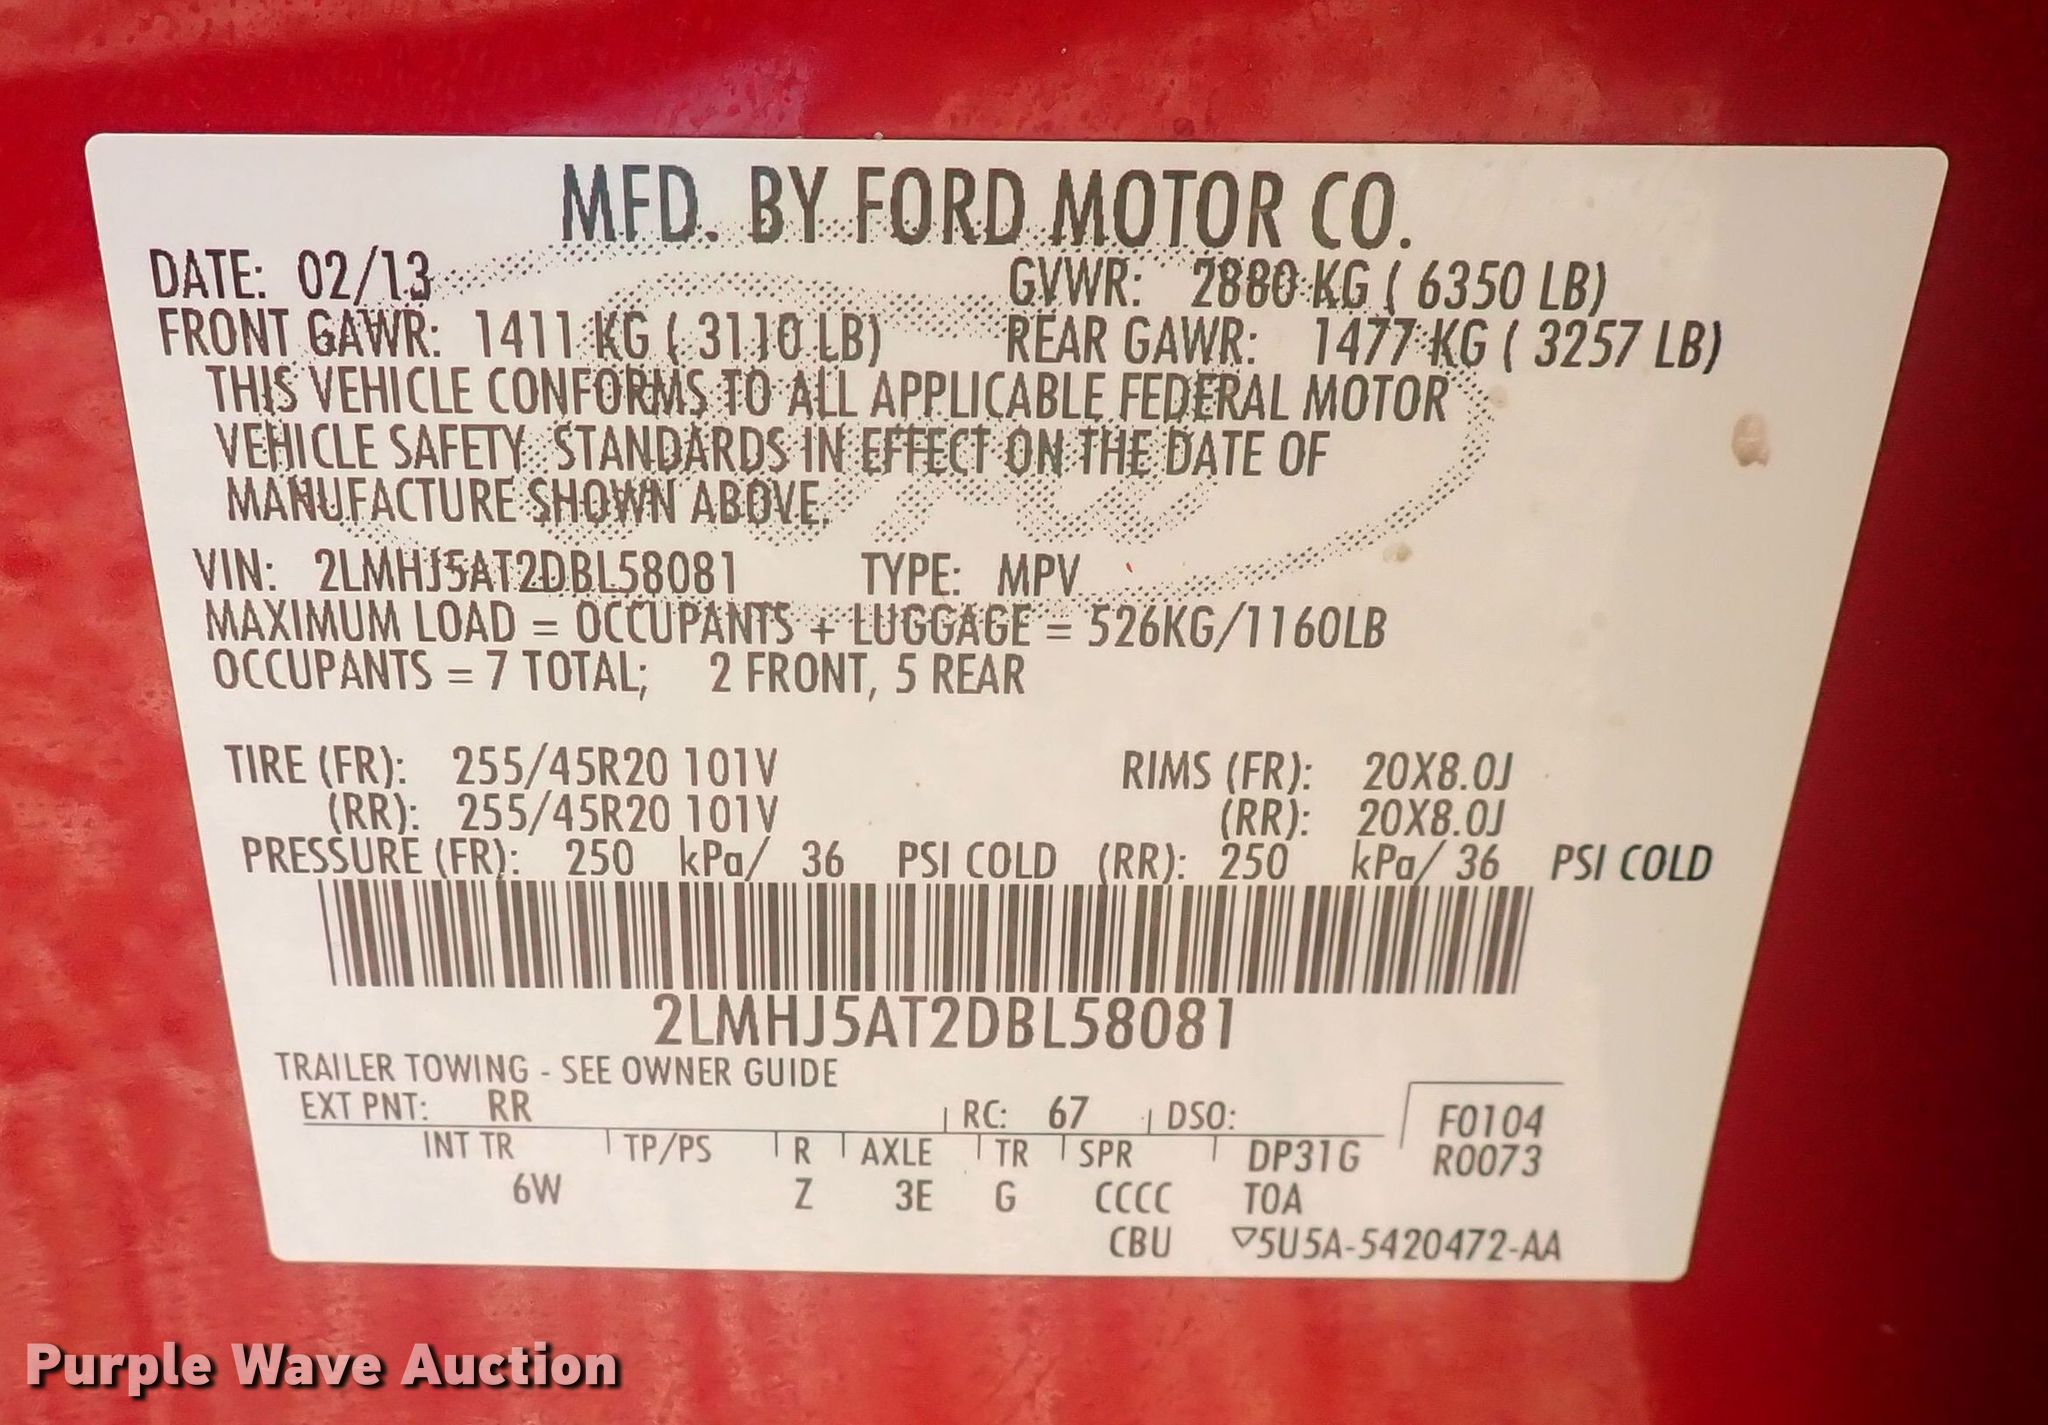 MFD. BY FORD MOTOR CO.
DATE: 02/13 GVWR: 2880 KG ( 6350 LB)
FRONT GAWR: 1411 KG ( 3110 LB) REAR GAWR: 1477 KG ( 3257 LB)
THIS VEHICLE CONFORMS TO ALL APPLICABLE FEDERAL MOTOR
VEHICLE SAFETY STANDARDS IN EFFECT ON THE DATE OF
MANUFACTURE SHOWN ABOVE.
VIN: 2LMHJ5AT2DBL58081 TYPE: MPV
MAXIMUM LOAD = OCCUPANTS + LUGGAGE = 526KG/1160LB
OCCUPANTS = 7 TOTAL; 2 FRONT, 5 REAR
TIRE (FR): 255/45R20 101V RIMS (FR): 20X8.0J
(RR): 255/45R20 101V (RR): 20X8.0J
PRESSURE (FR): 250 kPa/ 36 PSI COLD (RR): 250 kPa/ 36 PSI COLD
2LMHJ5AT2DBL58081
TRAILER TOWING - SEE OWNER GUIDE
EXT PNT: RR RC: 67 DSO: F0104
INT TR TP/PS R AXLE TR SPR DP31G R0073
6W Z 3E G CCCC TOA
CBU ▽5U5A-5420472-AA
Purple Wave Auction